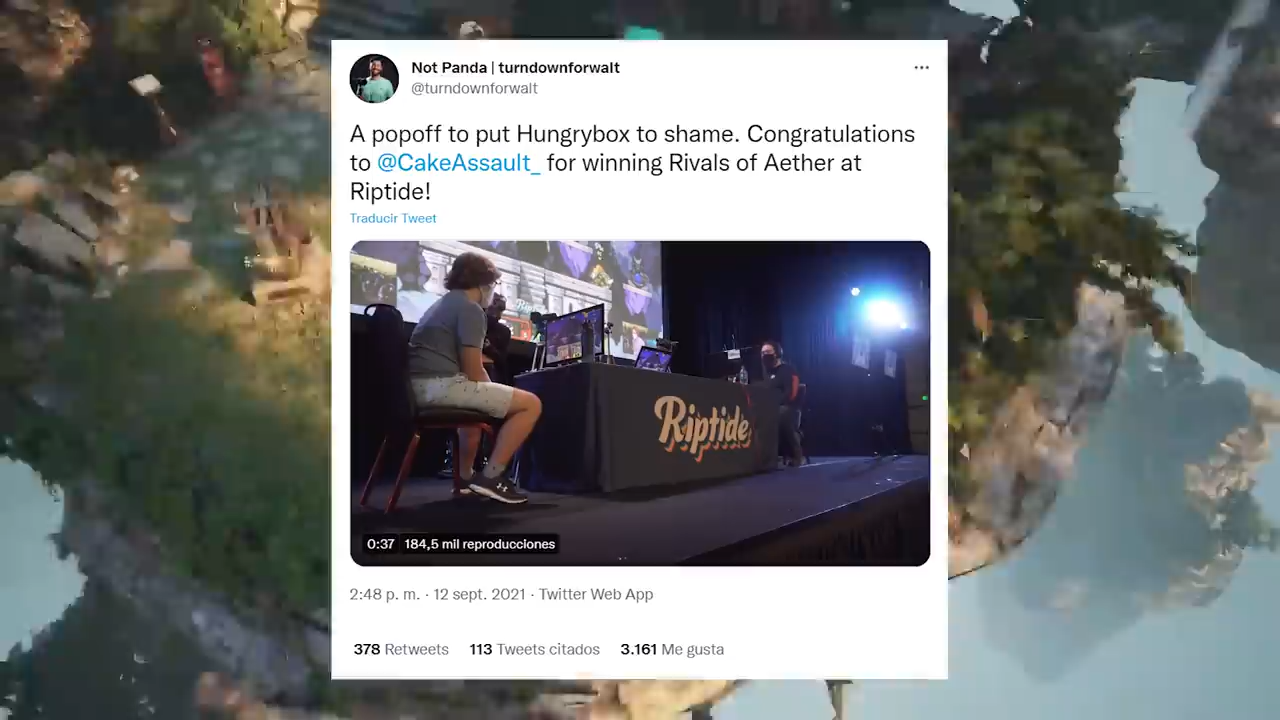 Not Panda | turndownforwalt
@turndownforwalt
A popoff to put Hungrybox to shame. Congratulations
to @CakeAssault_ for winning Rivals of Aether at
Riptide!
Traducir Tweet
Riptide
0:37 184,5 mil reproducciones
2:48 p. m. · 12 sept. 2021 · Twitter Web App
378 Retweets 113 Tweets citados 3.161 Me gusta